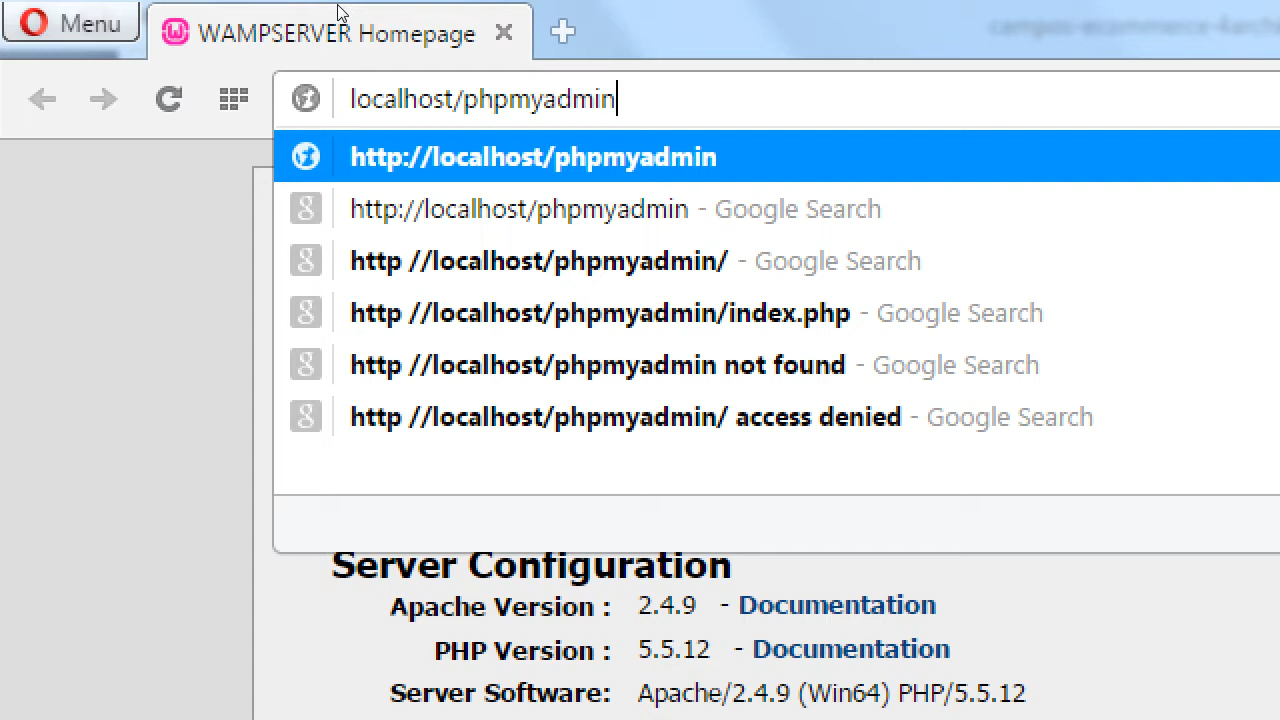 Menu
WAMPSERVER Homepage
localhost/phpmyadmin
http://localhost/phpmyadmin
http://localhost/phpmyadmin - Google Search
http //localhost/phpmyadmin/ - Google Search
http //localhost/phpmyadmin/index.php - Google Search
http //localhost/phpmyadmin not found - Google Search
http //localhost/phpmyadmin/ access denied - Google Search
Server Configuration
Apache Version : 2.4.9 - Documentation
PHP Version : 5.5.12 - Documentation
Server Software: Apache/2.4.9 (Win64) PHP/5.5.12